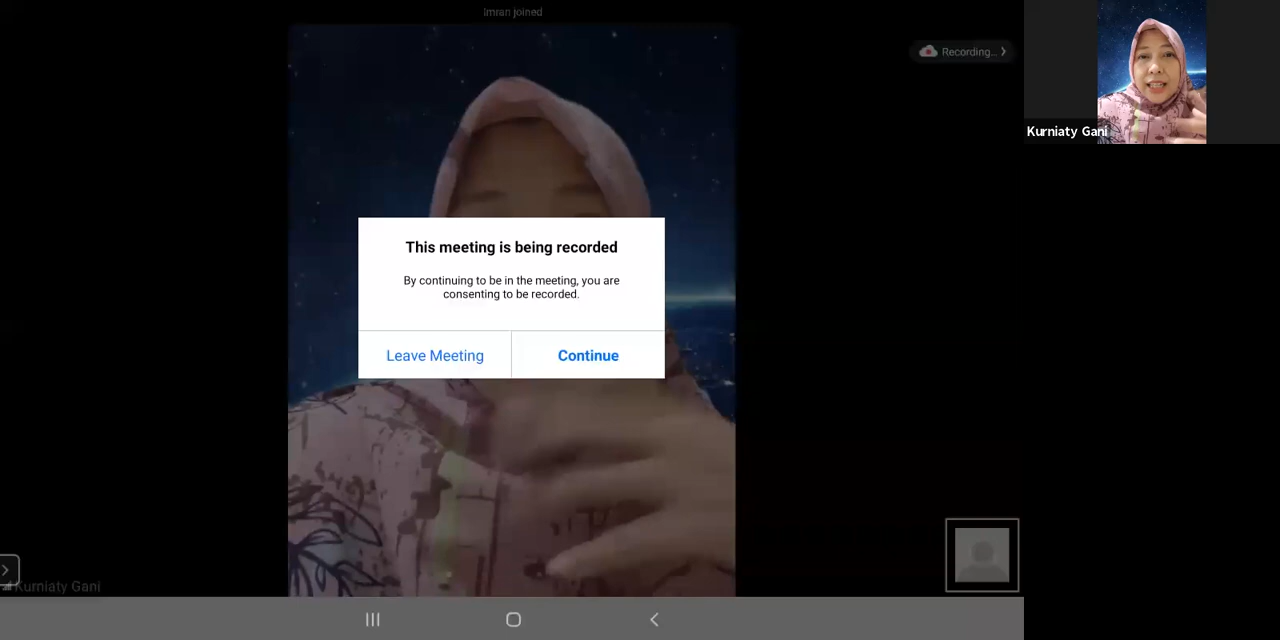 Imran joined
Recording...
Kurniaty Gani
This meeting is being recorded
By continuing to be in the meeting, you are
consenting to be recorded.
Leave Meeting
Continue
Kurniaty Gani